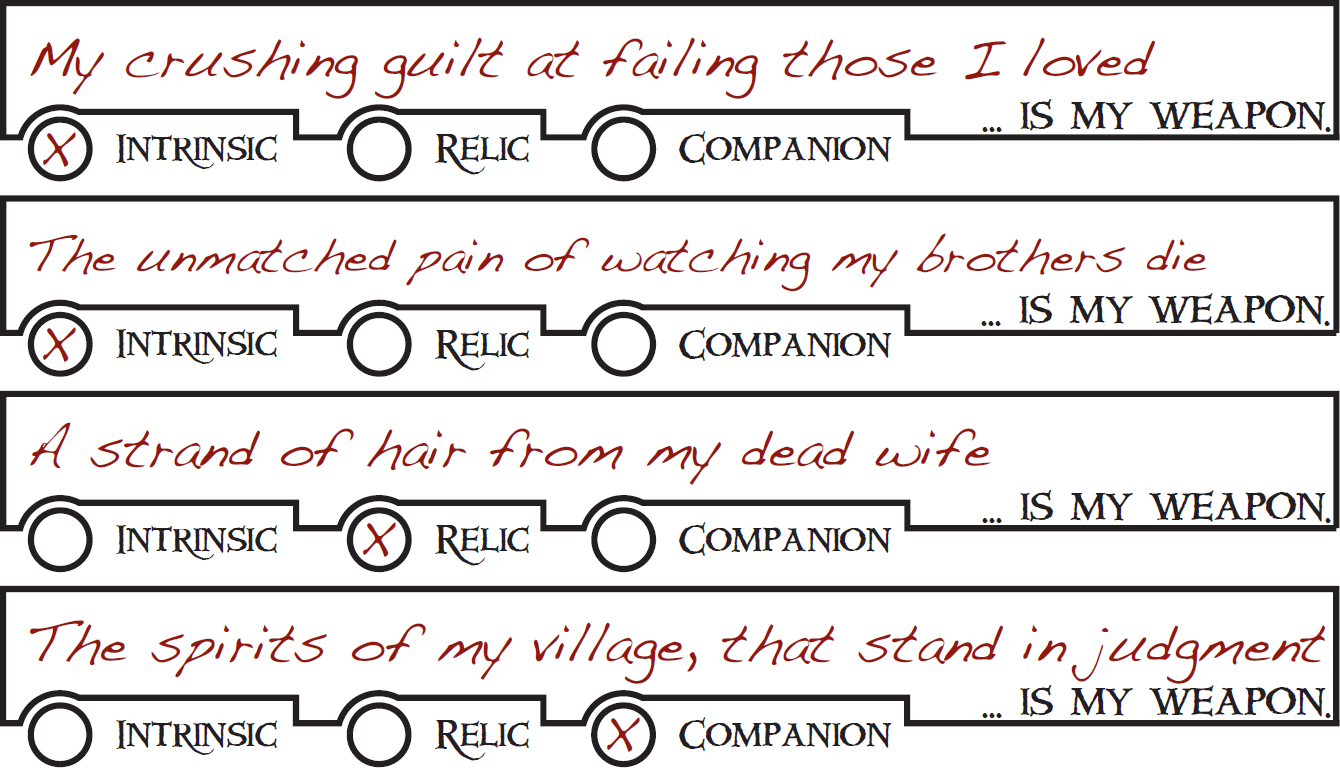 My crushing guilt at failing those I loved
... IS MY WEAPON.
X INTRINSIC RELIC COMPANION
The unmatched pain of watching my brothers die
... IS MY WEAPON.
X INTRINSIC RELIC COMPANION
A strand of hair from my dead wife
... IS MY WEAPON.
INTRINSIC X RELIC COMPANION
The spirits of my village, that stand in judgment
... IS MY WEAPON.
INTRINSIC RELIC X COMPANION